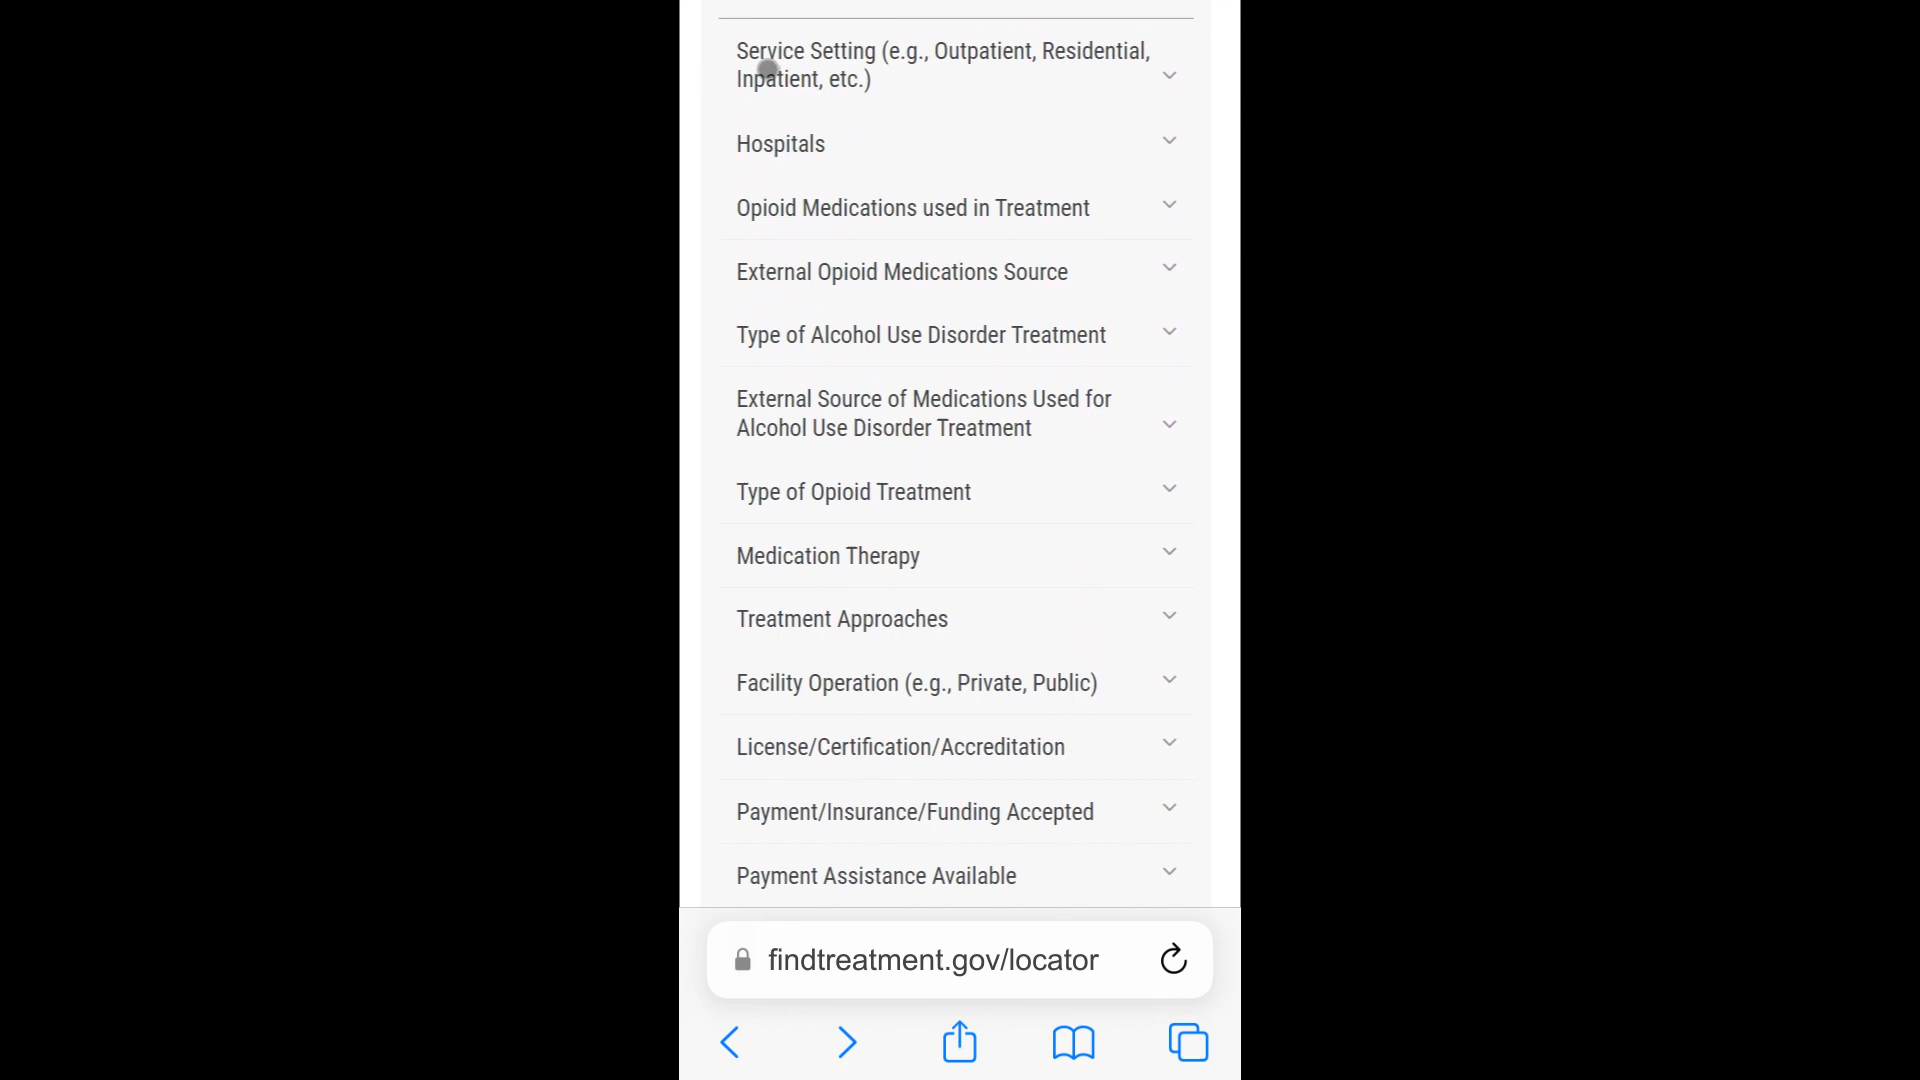 Service Setting (e.g., Outpatient, Residential,
Inpatient, etc.)
Hospitals
Opioid Medications used in Treatment
External Opioid Medications Source
Type of Alcohol Use Disorder Treatment
External Source of Medications Used for
Alcohol Use Disorder Treatment
Type of Opioid Treatment
Medication Therapy
Treatment Approaches
Facility Operation (e.g., Private, Public)
License/Certification/Accreditation
Payment/Insurance/Funding Accepted
Payment Assistance Available
findtreatment.gov/locator